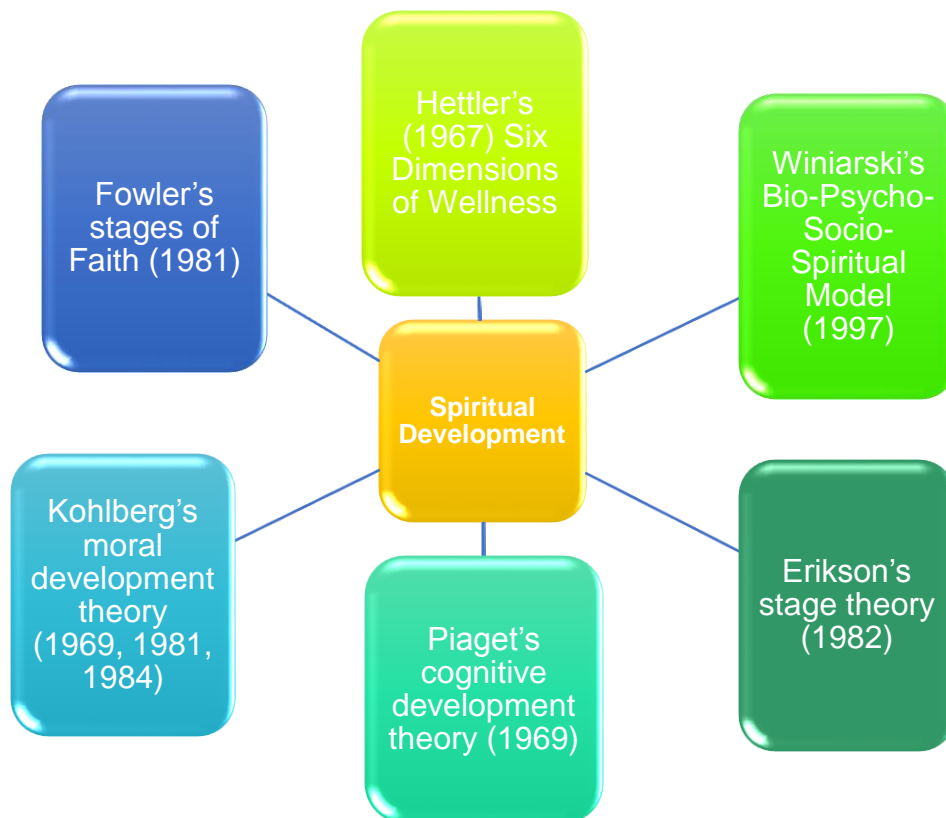 Hettler’s
(1967) Six
Dimensions
of Wellness
Fowler’s
stages of
Faith (1981)
Winiarski’s
Bio-Psycho-
Socio-
Spiritual
Model
(1997)
Spiritual
Development
Kohlberg’s
moral
development
theory
(1969, 1981,
1984)
Piaget’s
cognitive
development
theory (1969)
Erikson’s
stage theory
(1982)